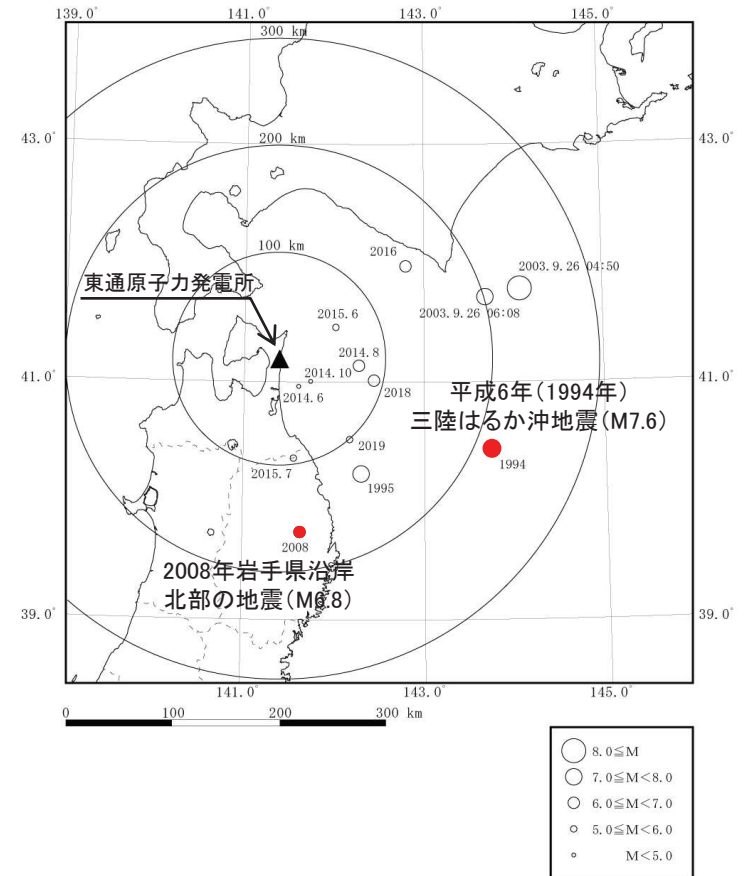 139.0°
141.0°
143.0°
145.0°
300 km
43.0°
43.0°
200 km
100 km
2016
2003.9.26 04:50
東通原子力発電所
2003.9.26 06:08
2015.6
2014.8
2014.10
2014.6
2018
41.0°
41.0°
平成6年(1994年)
三陸はるか沖地震(M7.6)
2019
1994
2015.7
1995
2008
2008年岩手県沿岸
北部の地震(M6.8)
39.0°
39.0°
141.0°
143.0°
145.0°
0 100 200 300 km
8.0≦M
7.0≦M<8.0
6.0≦M<7.0
5.0≦M<6.0
M<5.0